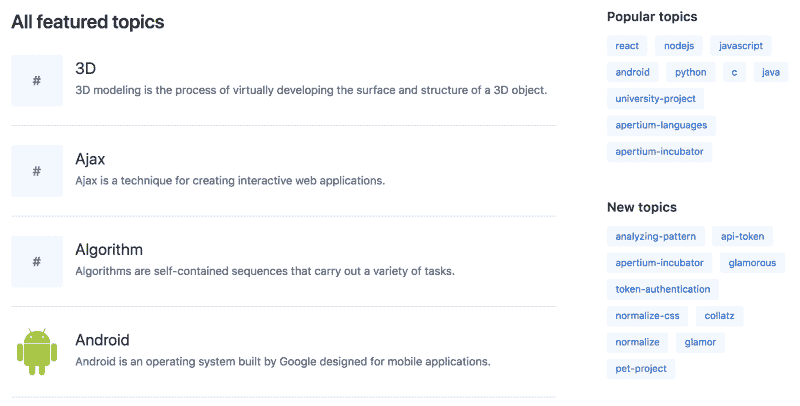 All featured topics
#
3D
3D modeling is the process of virtually developing the surface and structure of a 3D object.
#
Ajax
Ajax is a technique for creating interactive web applications.
#
Algorithm
Algorithms are self-contained sequences that carry out a variety of tasks.
Android
Android is an operating system built by Google designed for mobile applications.
Popular topics
react nodejs javascript
android python c java
university-project
apertium-languages
apertium-incubator
New topics
analyzing-pattern api-token
apertium-incubator glamorous
token-authentication
normalize-css collatz
normalize glamor
pet-project